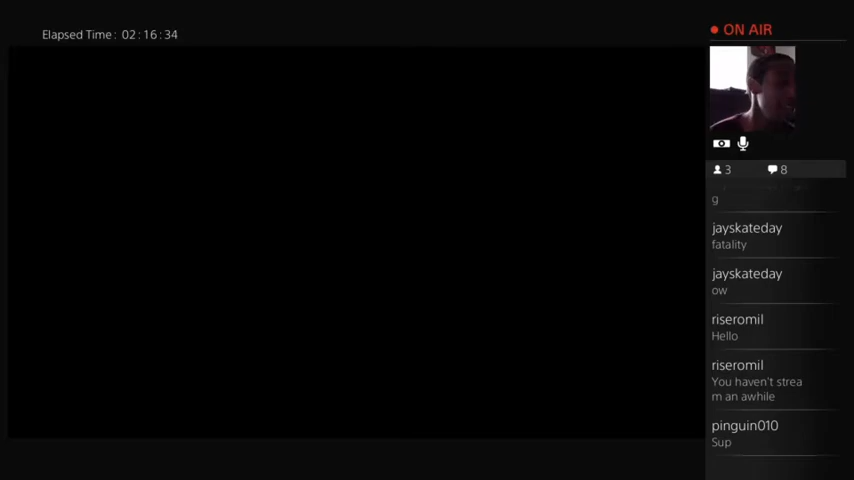 Elapsed Time: 02:16:34
ON AIR
3
8
g
jayskateday
fatality
jayskateday
ow
riseromil
Hello
riseromil
You haven't strea
m an awhile
pinguin010
Sup